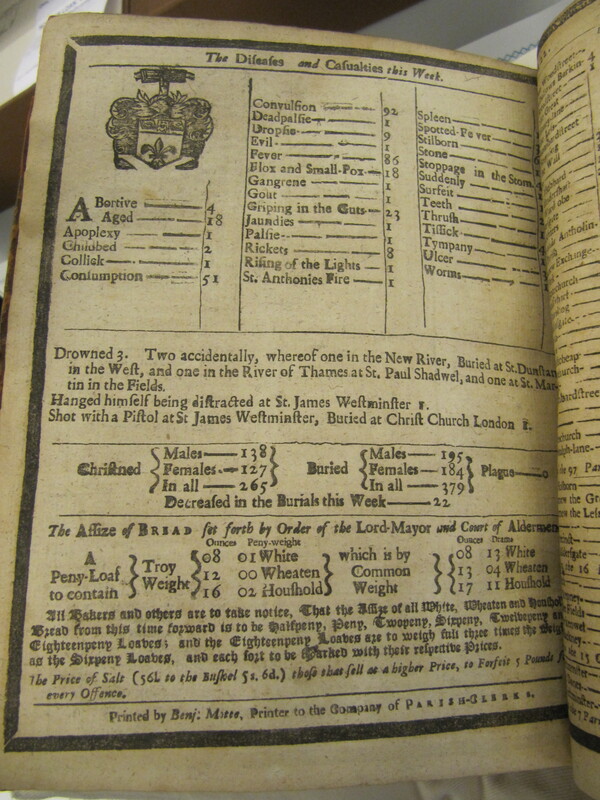 The Diseases and Casualties this Week.
ABortive 4
Aged 18
Apoplexy 1
Childbed 2
Collick 1
Consumption 51
Convulsion 92
Deadpalsie 1
Dropsie 9
Evil 1
Fever 86
Flox and Small-Pox 18
Gangrene 1
Gout 1
Griping in the Guts 23
Jaundies 1
Palsie 1
Rickets 8
Rising of the Lights 1
St. Anthonies Fire 1
Spleen
Spotted-Fever
Stilborn
Stone
Stoppage in the Stom
Suddenly
Surfeit
Teeth
Thrush
Tissick
Tympany
Ulcer
Worms
Drowned 3. Two accidentally, whereof one in the New River, Buried at St. Dunstan
in the West, and one in the River of Thames at St. Paul Shadwel, and one at St. Mar-
tin in the Fields.
Hanged himself being distracted at St. James Westminster 1.
Shot with a Pistol at St James Westminster, Buried at Christ Church London 1.
Christned
Males 138
Females 127
In all 265
Buried
Males 195
Females 184
In all 379
Plague 0
Decreased in the Burials this Week 22
The Assize of BREAD set forth by Order of the Lord-Mayor and Court of Aldermen
A
Peny-Loaf
to contain
Troy
Weight
Ounces Peny-weight
08 01 White
12 00 Wheaten
16 02 Houshold
which is by
Common
Weight
Ounces Drams
08 13 White
13 04 Wheaten
17 11 Houshold
All Bakers and others are to take notice, That the Assize of all White, Wheaten and Houshol
Bread from this time forward is to be Halfpeny, Peny, Twopeny, Sixpeny, Twelvepeny a
Eighteenpeny Loaves; and the Eighteenpeny Loaves are to weigh full three times the Weigh
as the Sixpeny Loaves, and each sort to be Marked with their respective Prices.
The Price of Salt (56l. to the Bushel 5s. 6d.) those that sell at a higher Price, to Forfeit 5 Pounds
every Offence.
Printed by Benj. Motte, Printer to the Company of PARISH-CLERKS.